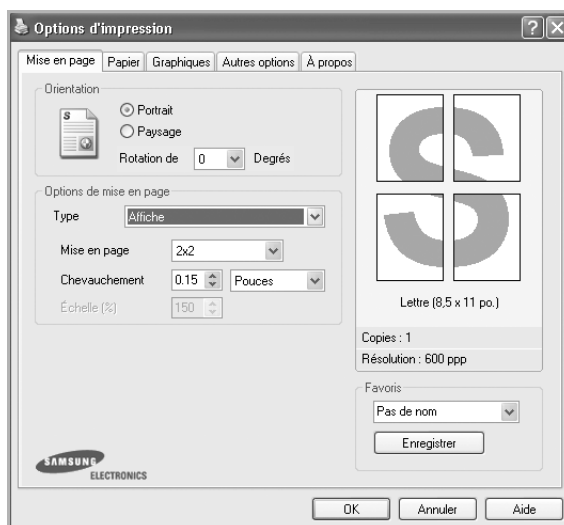 Options d'impression
Mise en page
Papier
Graphiques
Autres options
À propos
Orientation
S
Portrait
Paysage
Rotation de 0 Degrés
Options de mise en page
Type Affiche
Mise en page 2x2
Chevauchement 0.15 Pouces
Échelle (%) 150
S
Lettre (8,5 x 11 po.)
Copies : 1
Résolution : 600 ppp
Favoris
Pas de nom
Enregistrer
SAMSUNG
ELECTRONICS
OK
Annuler
Aide